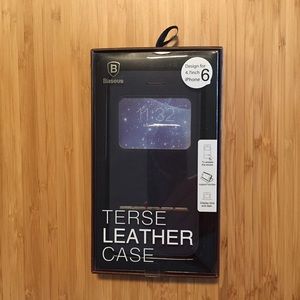 Baseus
Design for
4.7inch
iPhone 6
11:32
TERSE
LEATHER
CASE